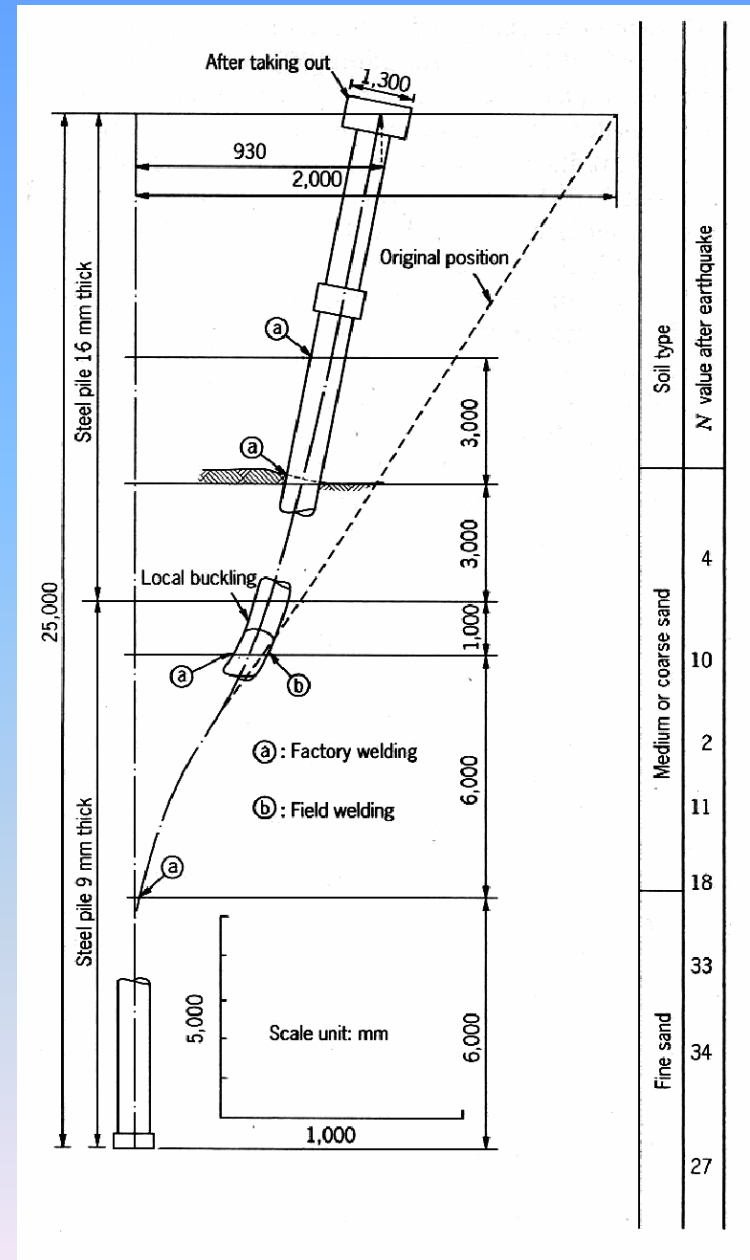 After taking out
1,300
930
2,000
Original position
Steel pile 16 mm thick
ⓐ
3,000
ⓐ
3,000
Local buckling
25,000
1,000
ⓐ
ⓑ
ⓐ: Factory welding
6,000
ⓑ: Field welding
Steel pile 9 mm thick
ⓐ
5,000
Scale unit: mm
6,000
1,000
Soil type
N value after earthquake
Medium or coarse sand
4
10
2
11
18
Fine sand
33
34
27